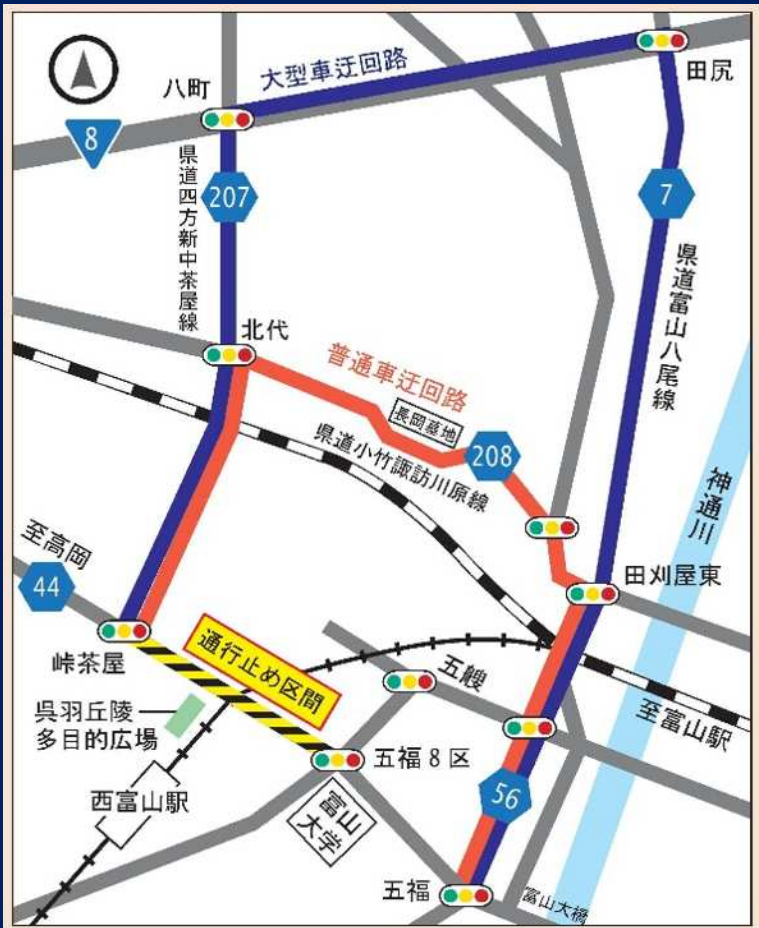 田尻
大型車迂回路
八町
8
県道四方新中茶屋線
207
7
県道富山八尾線
北代
普通車迂回路
長岡墓地
県道小竹諏訪川原線
208
神通川
至高岡
44
田刈屋東
峠茶屋
通行止め区間
五艘
至富山駅
呉羽丘陵
多目的広場
五福8区
西富山駅
富山
大学
56
五福
富山大橋